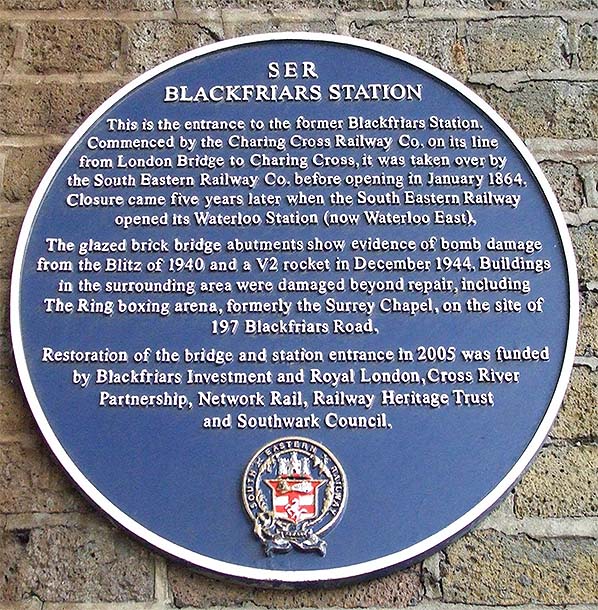 SER
BLACKFRIARS STATION
This is the entrance to the former Blackfriars Station.
Commenced by the Charing Cross Railway Co. on its line
from London Bridge to Charing Cross, it was taken over by
the South Eastern Railway Co. before opening in January 1864.
Closure came five years later when the South Eastern Railway
opened its Waterloo Station (now Waterloo East).
The glazed brick bridge abutments show evidence of bomb damage
from the Blitz of 1940 and a V2 rocket in December 1944. Buildings
in the surrounding area were damaged beyond repair, including
The Ring boxing arena, formerly the Surrey Chapel, on the site of
197 Blackfriars Road.
Restoration of the bridge and station entrance in 2005 was funded
by Blackfriars Investment and Royal London, Cross River
Partnership, Network Rail, Railway Heritage Trust
and Southwark Council.
SOUTH EASTERN RAILWAY